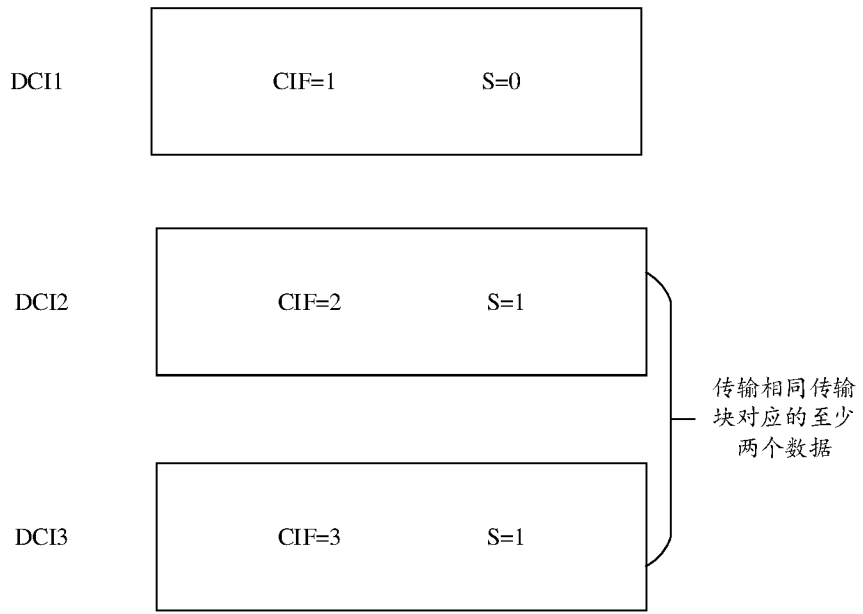 DCI1 CIF=1 S=0
DCI2 CIF=2 S=1
传输相同传输
块对应的至少
两个数据
DCI3 CIF=3 S=1